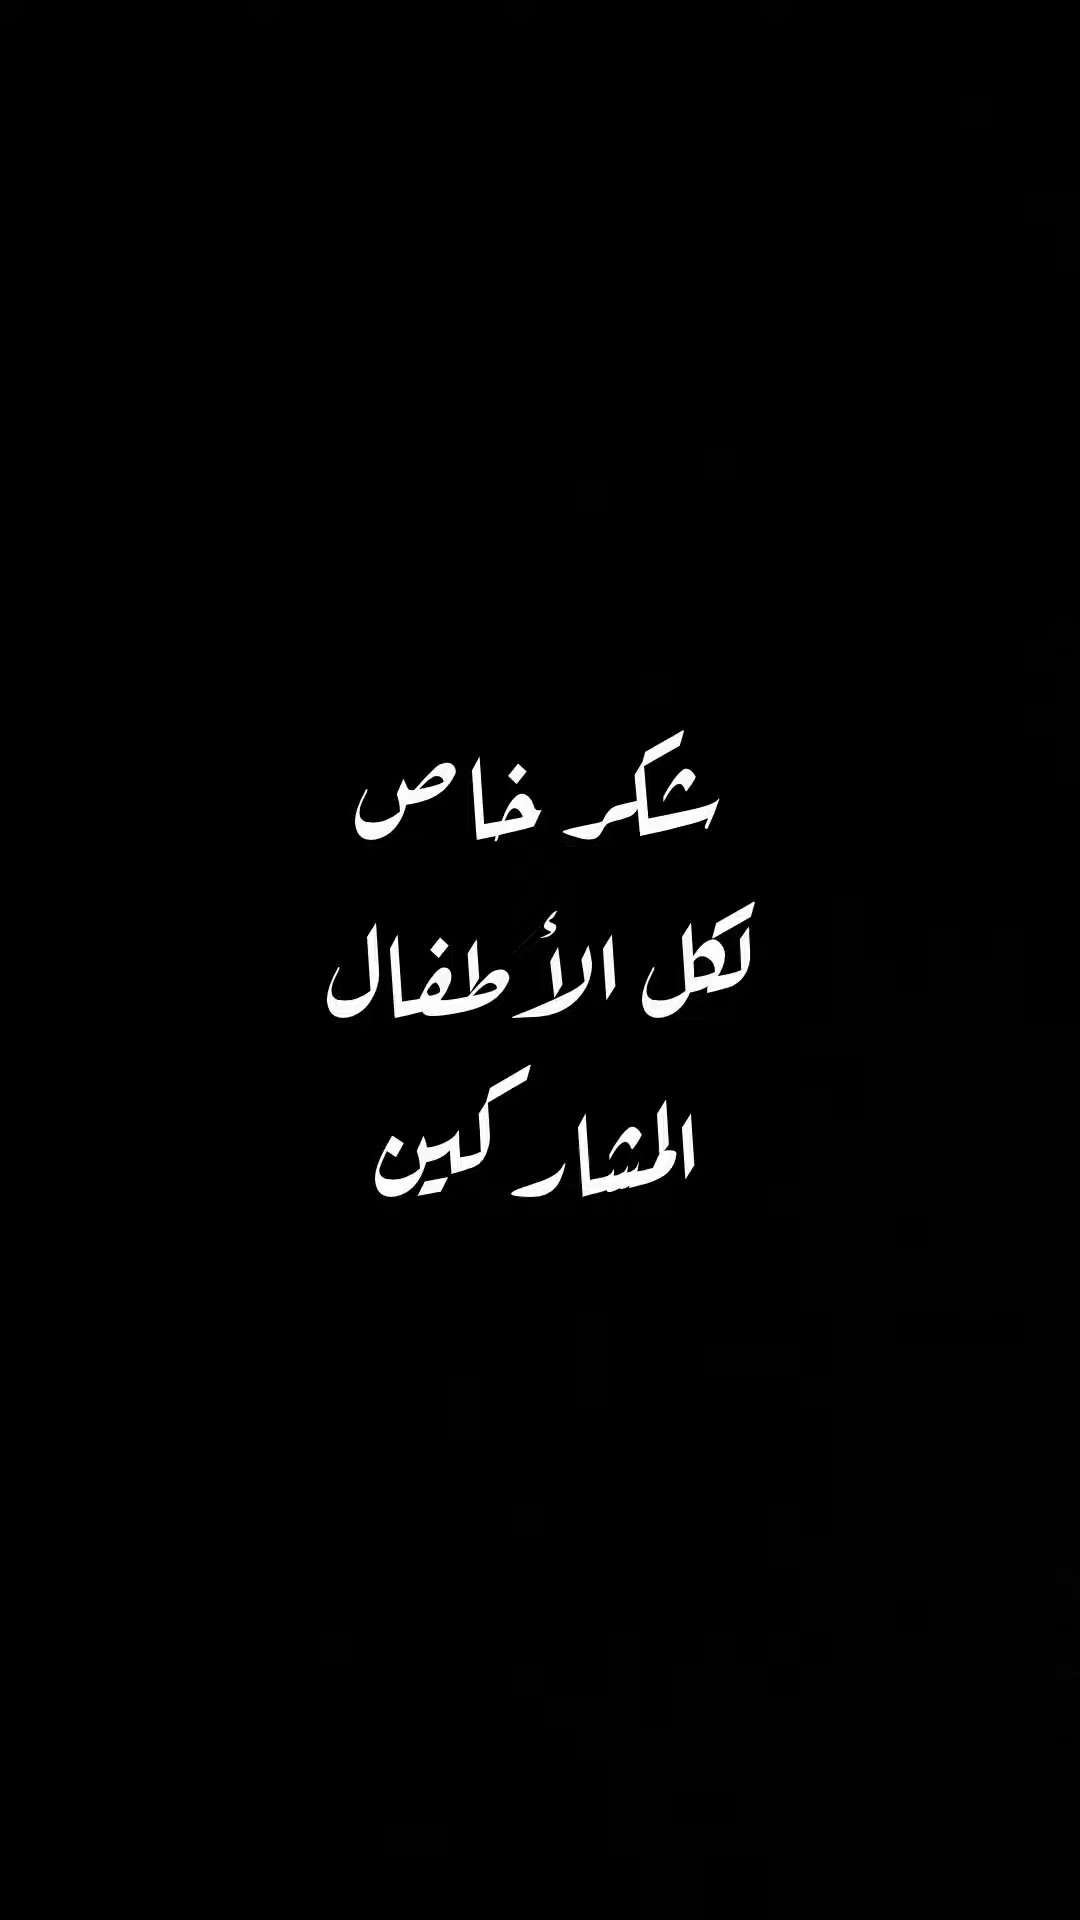 شكر خاص
لكل الأطفال
المشاركين